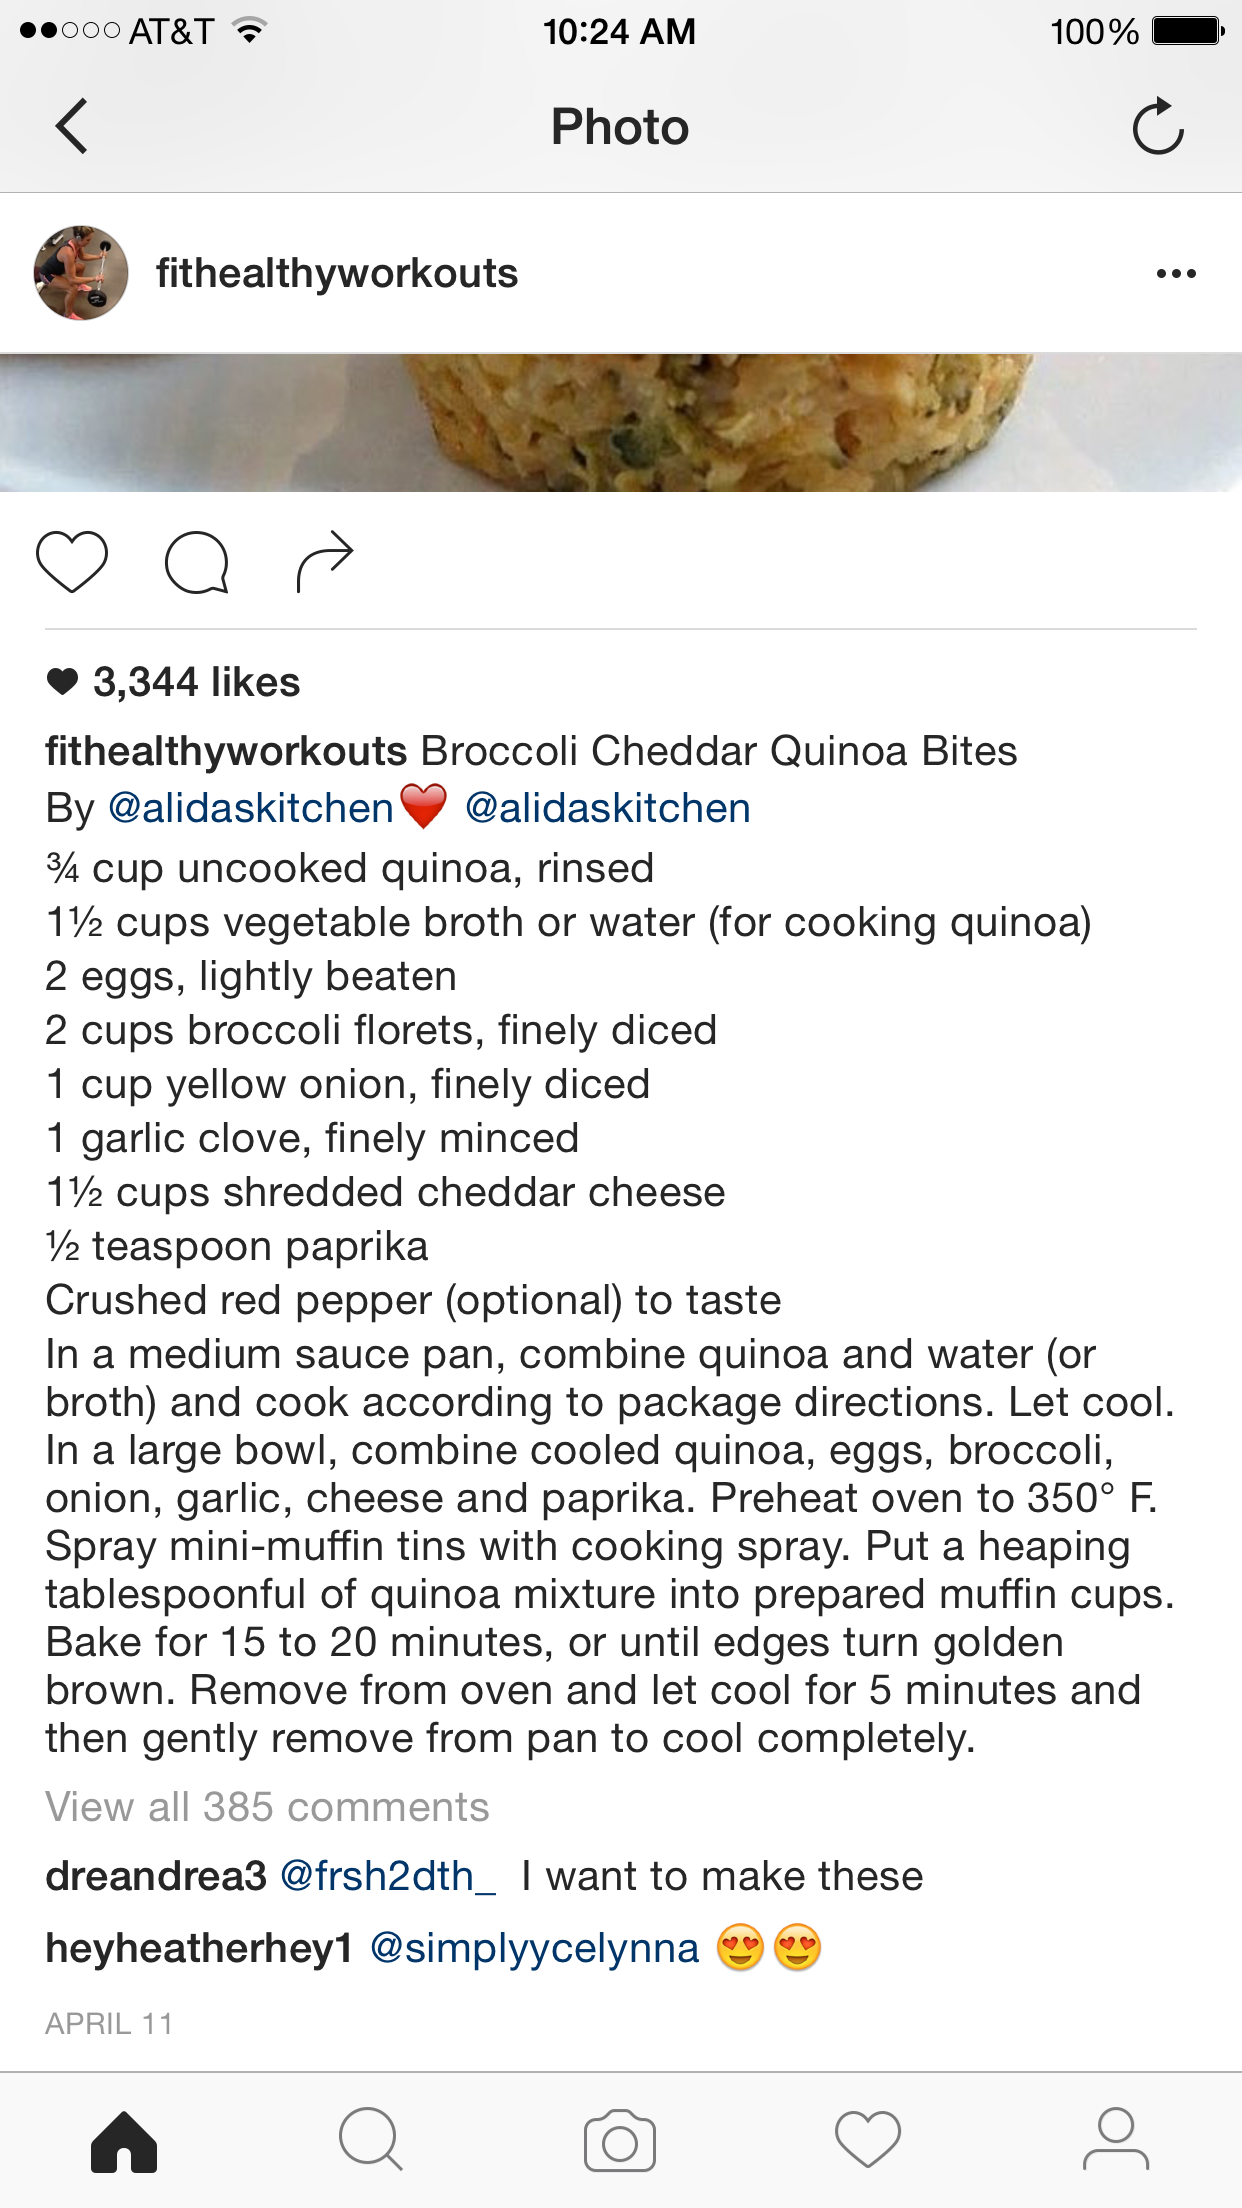 AT&T 10:24 AM 100%
Photo
fithealthyworkouts
3,344 likes
fithealthyworkouts Broccoli Cheddar Quinoa Bites
By @alidaskitchen❤️ @alidaskitchen
¾ cup uncooked quinoa, rinsed
1½ cups vegetable broth or water (for cooking quinoa)
2 eggs, lightly beaten
2 cups broccoli florets, finely diced
1 cup yellow onion, finely diced
1 garlic clove, finely minced
1½ cups shredded cheddar cheese
½ teaspoon paprika
Crushed red pepper (optional) to taste
In a medium sauce pan, combine quinoa and water (or
broth) and cook according to package directions. Let cool.
In a large bowl, combine cooled quinoa, eggs, broccoli,
onion, garlic, cheese and paprika. Preheat oven to 350° F.
Spray mini-muffin tins with cooking spray. Put a heaping
tablespoonful of quinoa mixture into prepared muffin cups.
Bake for 15 to 20 minutes, or until edges turn golden
brown. Remove from oven and let cool for 5 minutes and
then gently remove from pan to cool completely.
View all 385 comments
dreandrea3 @frsh2dth_ I want to make these
heyheatherhey1 @simplyycelynna 😍😍
APRIL 11